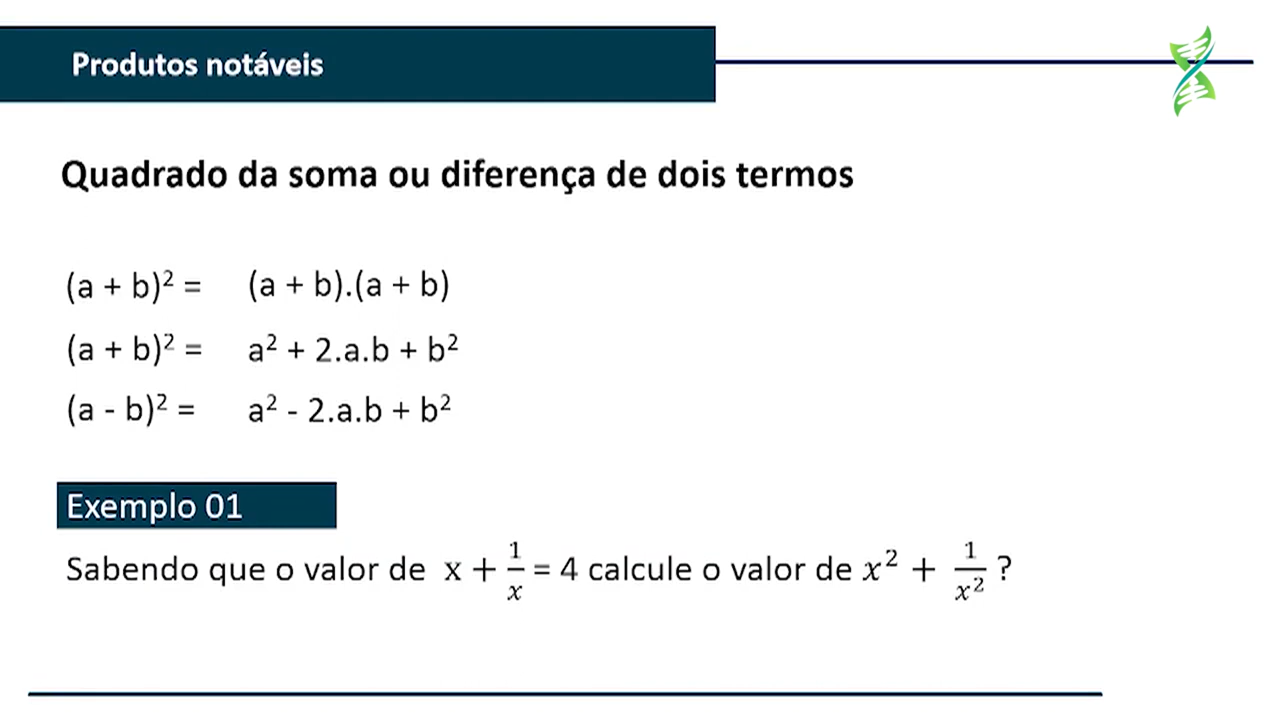 Produtos notáveis
Quadrado da soma ou diferença de dois termos
(a + b)² = (a + b).(a + b)
(a + b)² = a² + 2.a.b + b²
(a - b)² = a² - 2.a.b + b²
Exemplo 01
Sabendo que o valor de x + 1/x = 4 calcule o valor de x² + 1/x² ?